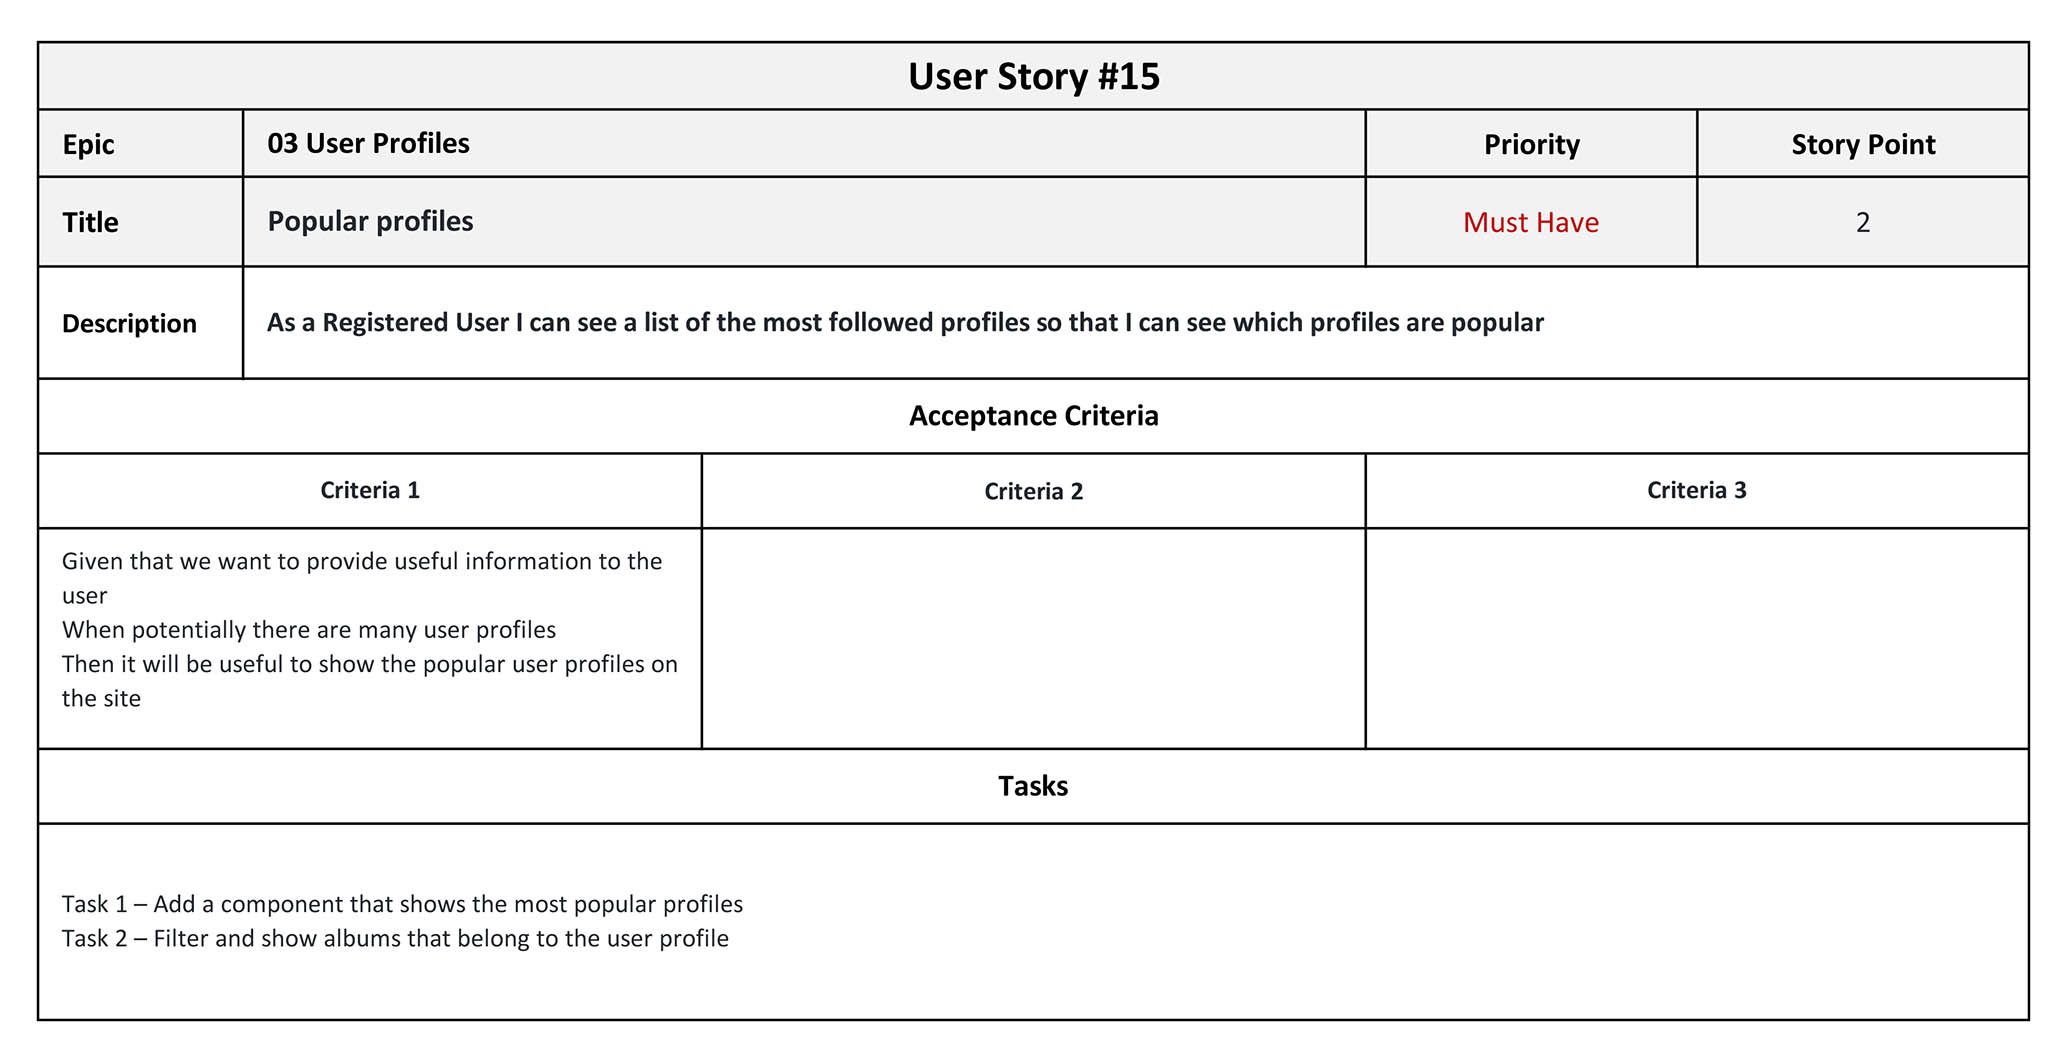 User Story #15
Epic
03 User Profiles
Priority
Story Point
Title
Popular profiles
Must Have
2
Description
As a Registered User I can see a list of the most followed profiles so that I can see which profiles are popular
Acceptance Criteria
Criteria 1
Criteria 2
Criteria 3
Given that we want to provide useful information to the
user
When potentially there are many user profiles
Then it will be useful to show the popular user profiles on
the site
Tasks
Task 1 – Add a component that shows the most popular profiles
Task 2 – Filter and show albums that belong to the user profile